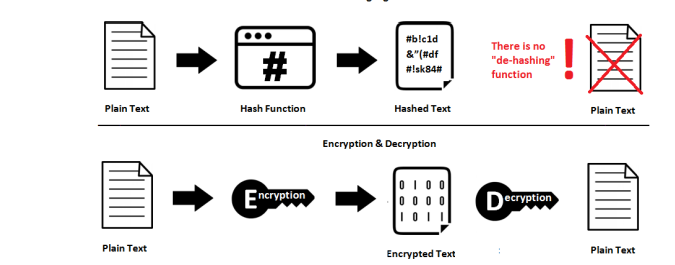 #b!c1d
&"(#df
#!sk84#
There is no
"de-hashing"
function
!
#
Plain Text
Hash Function
Hashed Text
Plain Text
Encryption & Decryption
Encryption
0 1 0 0
0 0 0 0
1 0 1 1
Decryption
Plain Text
Encrypted Text
Plain Text